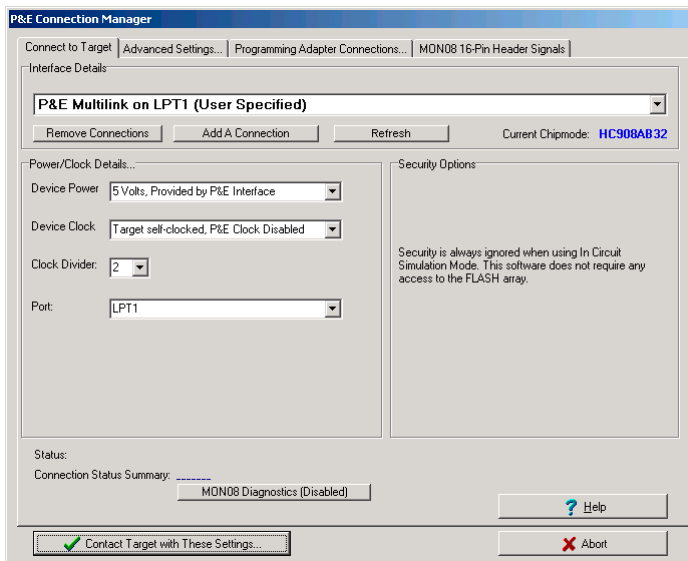 P&E Connection Manager
Connect to Target
Advanced Settings...
Programming Adapter Connections...
MON08 16-Pin Header Signals
Interface Details
P&E Multilink on LPT1 (User Specified)
Remove Connections
Add A Connection
Refresh
Current Chipmode: HC908AB32
Power/Clock Details...
Device Power
5 Volts, Provided by P&E Interface
Device Clock
Target self-clocked, P&E Clock Disabled
Clock Divider:
2
Port:
LPT1
Security Options
Security is always ignored when using In Circuit
Simulation Mode. This software does not require any
access to the FLASH array.
Status:
Connection Status Summary: _______
MON08 Diagnostics (Disabled)
? Help
Contact Target with These Settings...
Abort